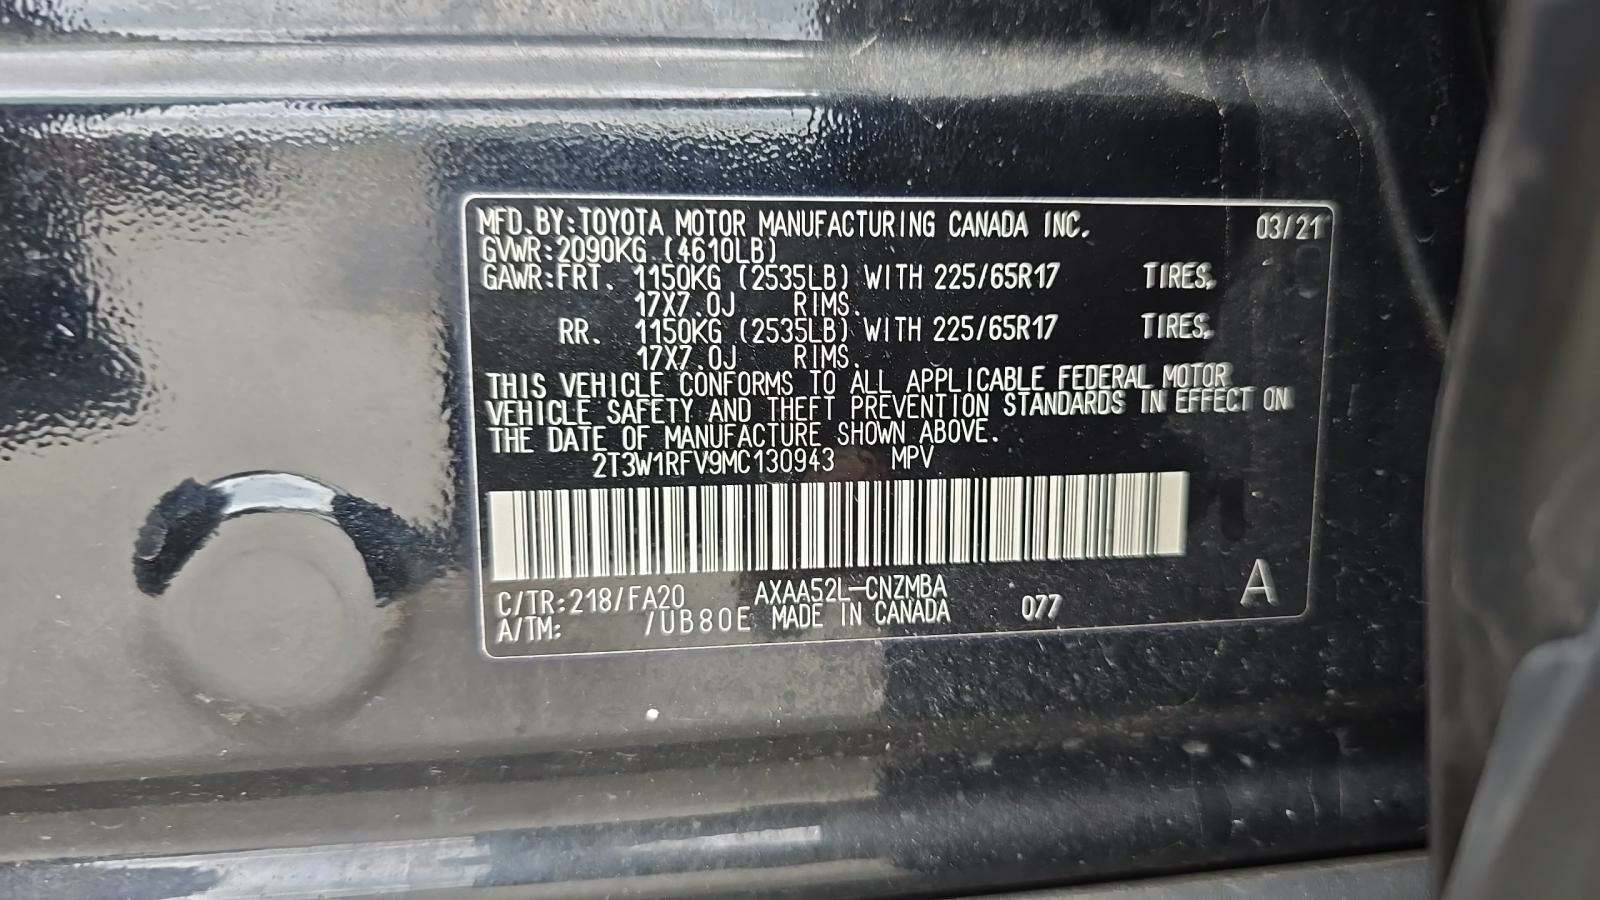 MFD.BY:TOYOTA MOTOR MANUFACTURING CANADA INC. 03/21
GVWR:2090KG (4610LB)
GAWR:FRT. 1150KG (2535LB) WITH 225/65R17 TIRES,
17X7.0J RIMS.
RR. 1150KG (2535LB) WITH 225/65R17 TIRES,
17X7.0J RIMS.
THIS VEHICLE CONFORMS TO ALL APPLICABLE FEDERAL MOTOR
VEHICLE SAFETY AND THEFT PREVENTION STANDARDS IN EFFECT ON
THE DATE OF MANUFACTURE SHOWN ABOVE.
2T3W1RFV9MC130943 MPV
C/TR:218/FA20 AXAA52L-CNZMBA 077 A
A/TM: /UB80E MADE IN CANADA